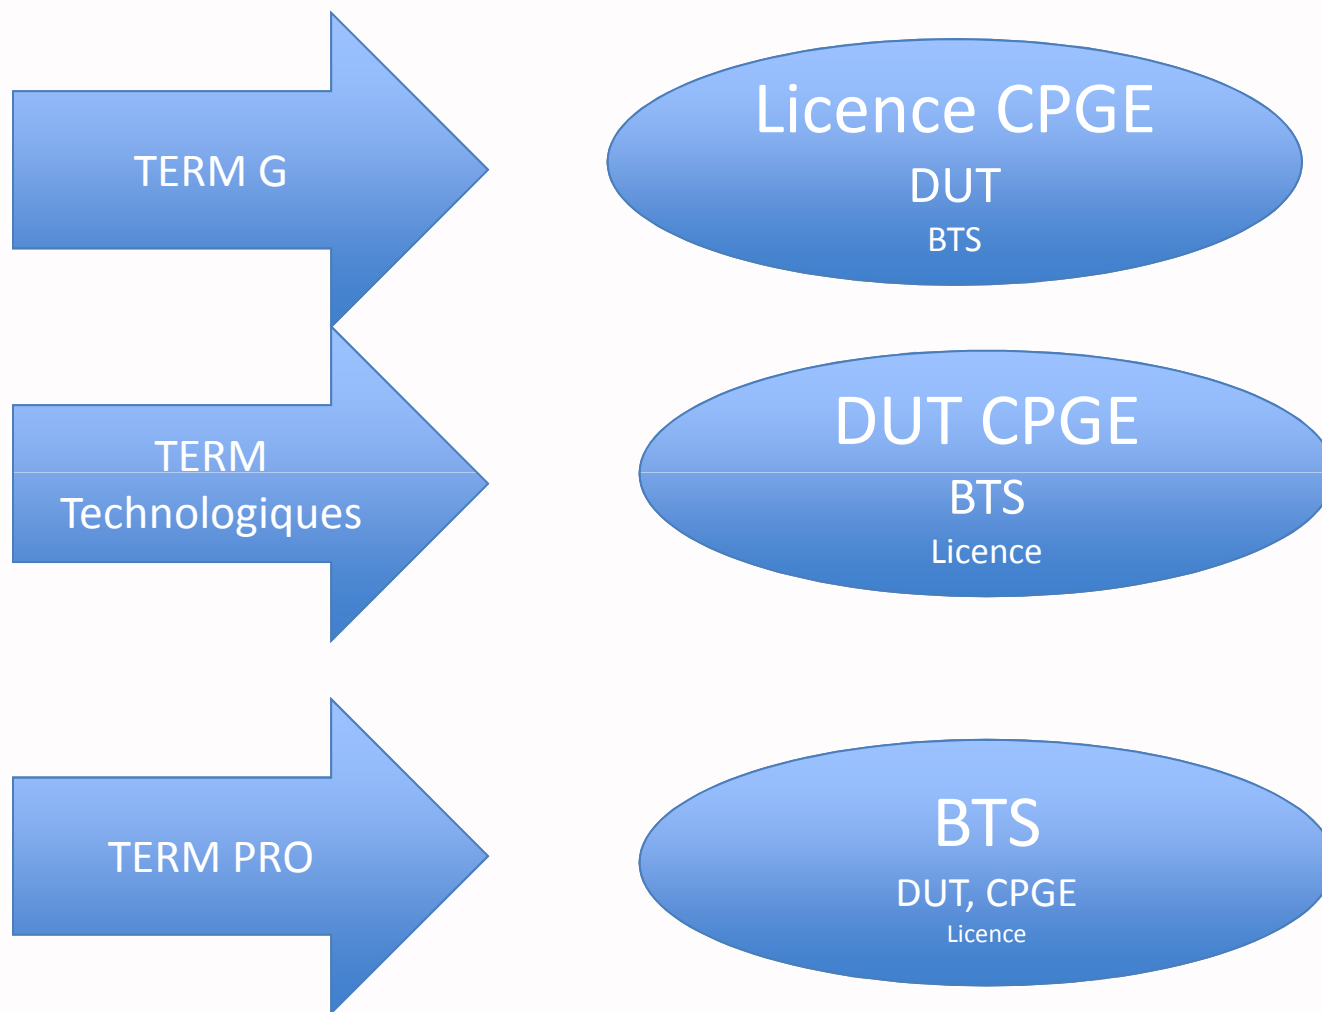 TERM G
Licence CPGE
DUT
BTS
TERM
Technologiques
DUT CPGE
BTS
Licence
TERM PRO
BTS
DUT, CPGE
Licence